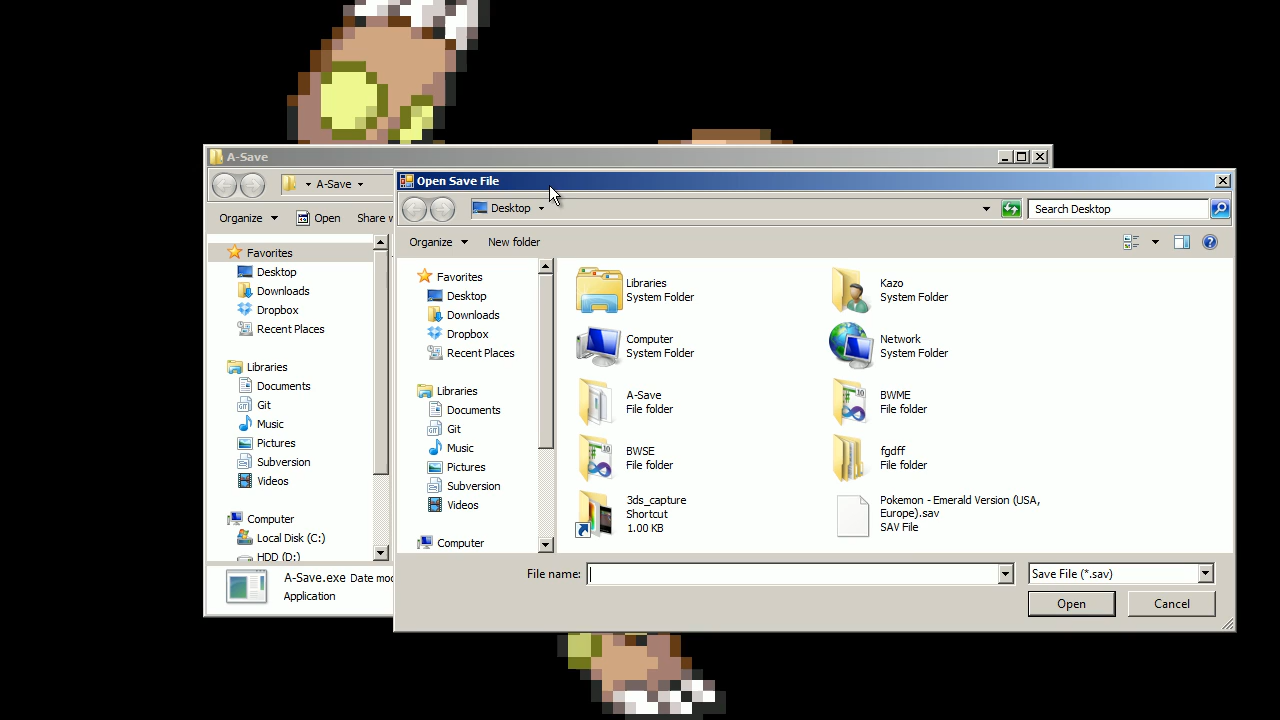 A-Save
A-Save
Organize
Open
Share w
Favorites
Desktop
Downloads
Dropbox
Recent Places
Libraries
Documents
Git
Music
Pictures
Subversion
Videos
Computer
Local Disk (C:)
HDD (D:)
A-Save.exe Date mod
Application
Open Save File
Desktop
Search Desktop
Organize
New folder
Favorites
Desktop
Downloads
Dropbox
Recent Places
Libraries
Documents
Git
Music
Pictures
Subversion
Videos
Computer
Libraries
System Folder
Kazo
System Folder
Computer
System Folder
Network
System Folder
A-Save
File folder
BWME
File folder
BWSE
File folder
fgdff
File folder
3ds_capture
Shortcut
1.00 KB
Pokemon - Emerald Version (USA,
Europe).sav
SAV File
File name:
Save File (*.sav)
Open
Cancel